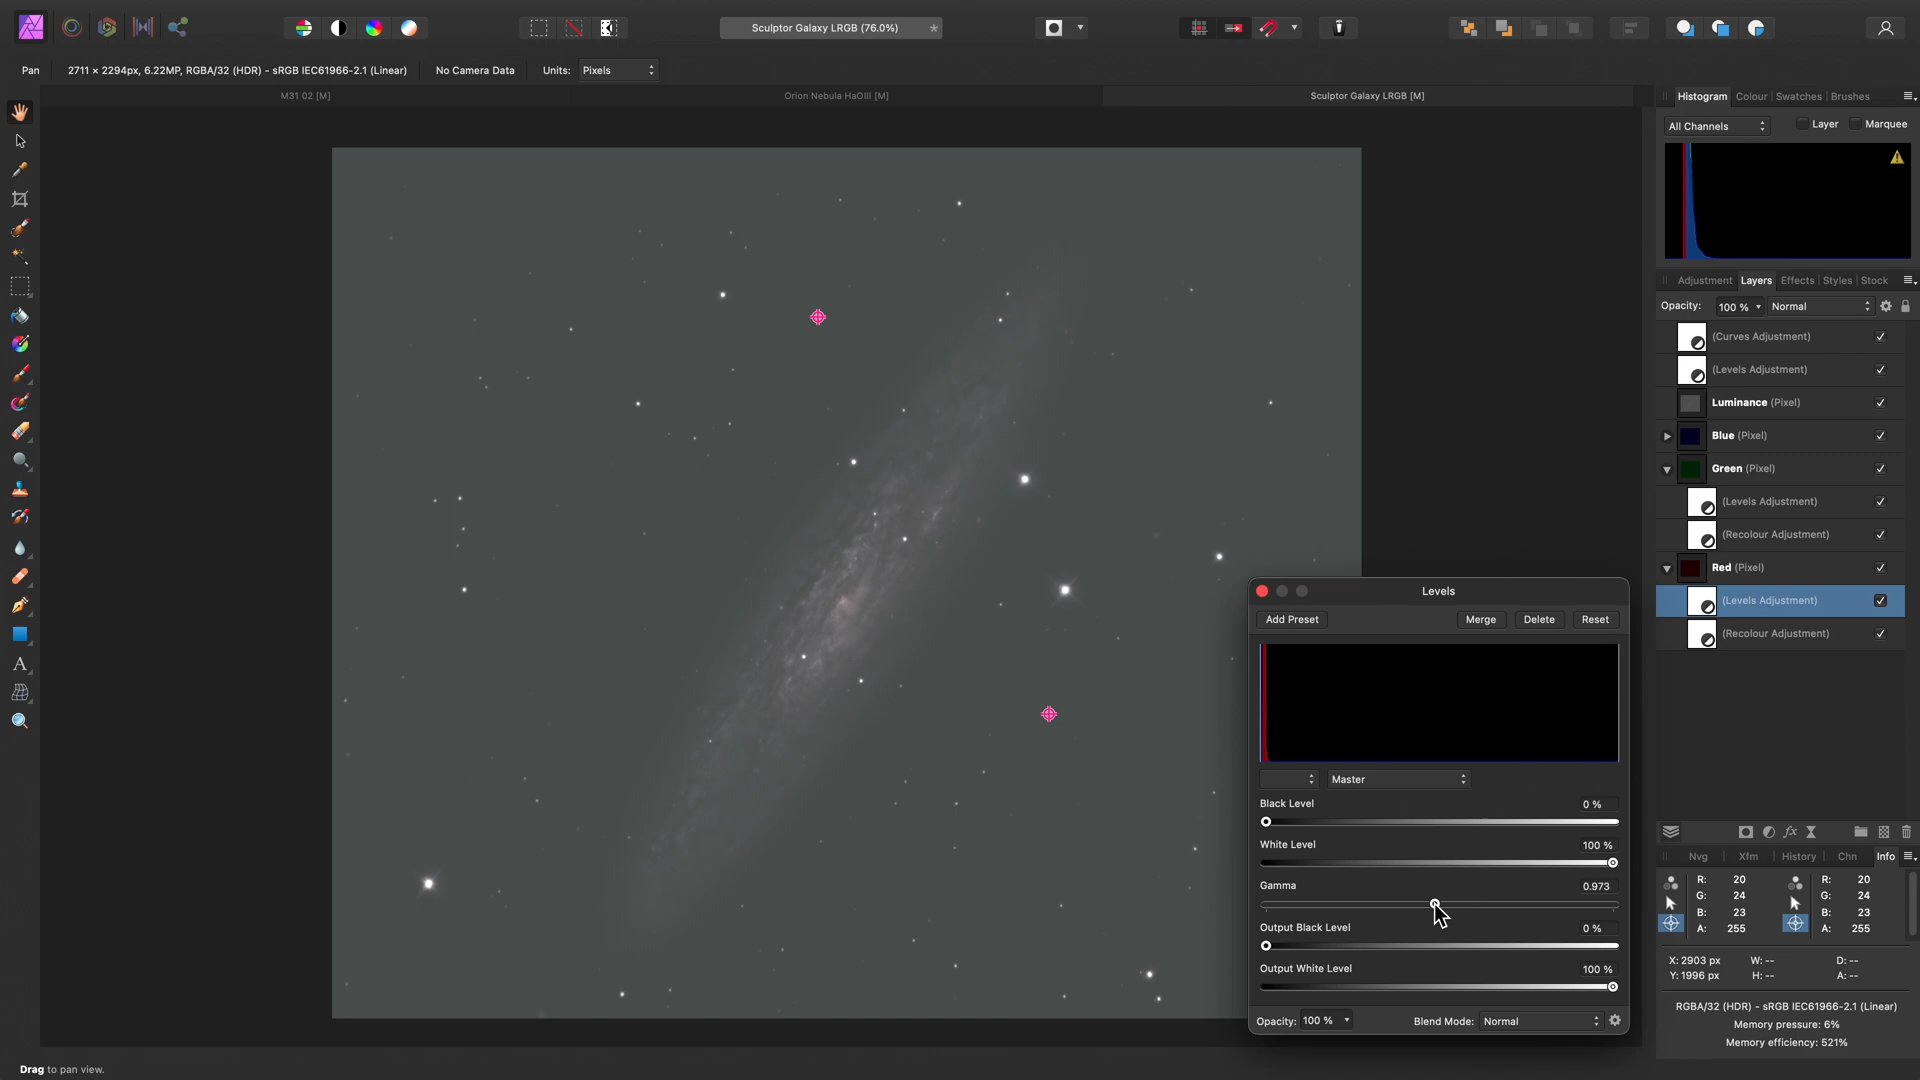 Sculptor Galaxy LRGB (76.0%)
Pan 2711 × 2294px, 6.22MP, RGBA/32 (HDR) - sRGB IEC61966-2.1 (Linear) No Camera Data Units: Pixels
M31 02 [M] Orion Nebula HaOIII [M] Sculptor Galaxy LRGB [M]
Histogram Colour Swatches Brushes
All Channels Layer Marquee
Adjustment Layers Effects Styles Stock
Opacity: 100 % Normal
(Curves Adjustment)
(Levels Adjustment)
Luminance (Pixel)
Blue (Pixel)
Green (Pixel)
(Levels Adjustment)
(Recolour Adjustment)
Red (Pixel)
(Levels Adjustment)
(Recolour Adjustment)
Levels
Add Preset Merge Delete Reset
Master
Black Level 0 %
White Level 100 %
Gamma 0.973
Output Black Level 0 %
Output White Level 100 %
Opacity: 100 % Blend Mode: Normal
fx
Nvg Xfm History Chn Info
R: 20 R: 20
G: 24 G: 24
B: 23 B: 23
A: 255 A: 255
X: 2903 px W: -- D: --
Y: 1996 px H: -- A: --
RGBA/32 (HDR) - sRGB IEC61966-2.1 (Linear)
Memory pressure: 6%
Memory efficiency: 521%
Drag to pan view.